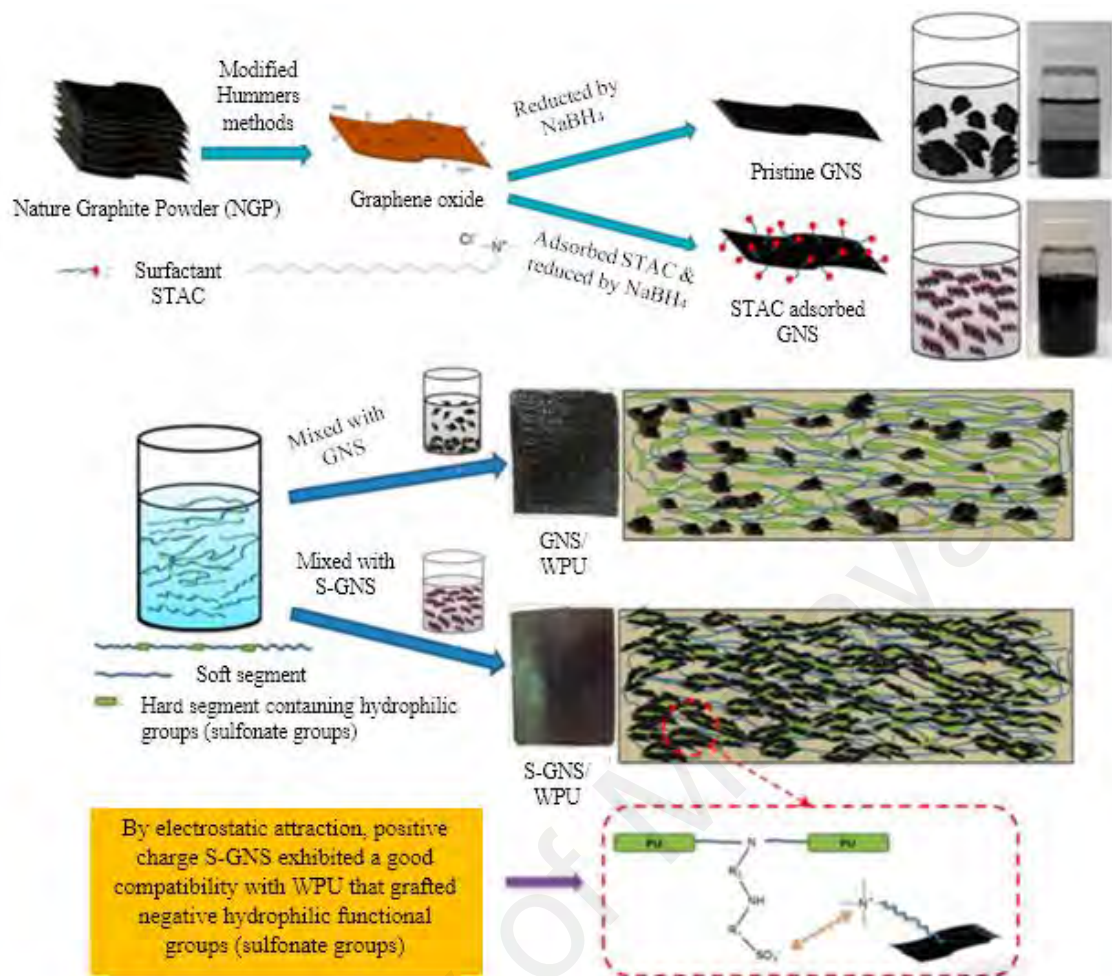 Modified
Hummers
methods
Nature Graphite Powder (NGP)
Graphene oxide
Reducted by
NaBH₄
Pristine GNS
Surfactant
STAC
Cl⁻
N⁺
Adsorbed STAC &
reduced by NaBH₄
STAC adsorbed
GNS
Mixed with
GNS
GNS/
WPU
Mixed with
S-GNS
S-GNS/
WPU
Soft segment
Hard segment containing hydrophilic
groups (sulfonate groups)
By electrostatic attraction, positive
charge S-GNS exhibited a good
compatibility with WPU that grafted
negative hydrophilic functional
groups (sulfonate groups)
PU
N
PU
NH
SO₃⁻
N⁺
of